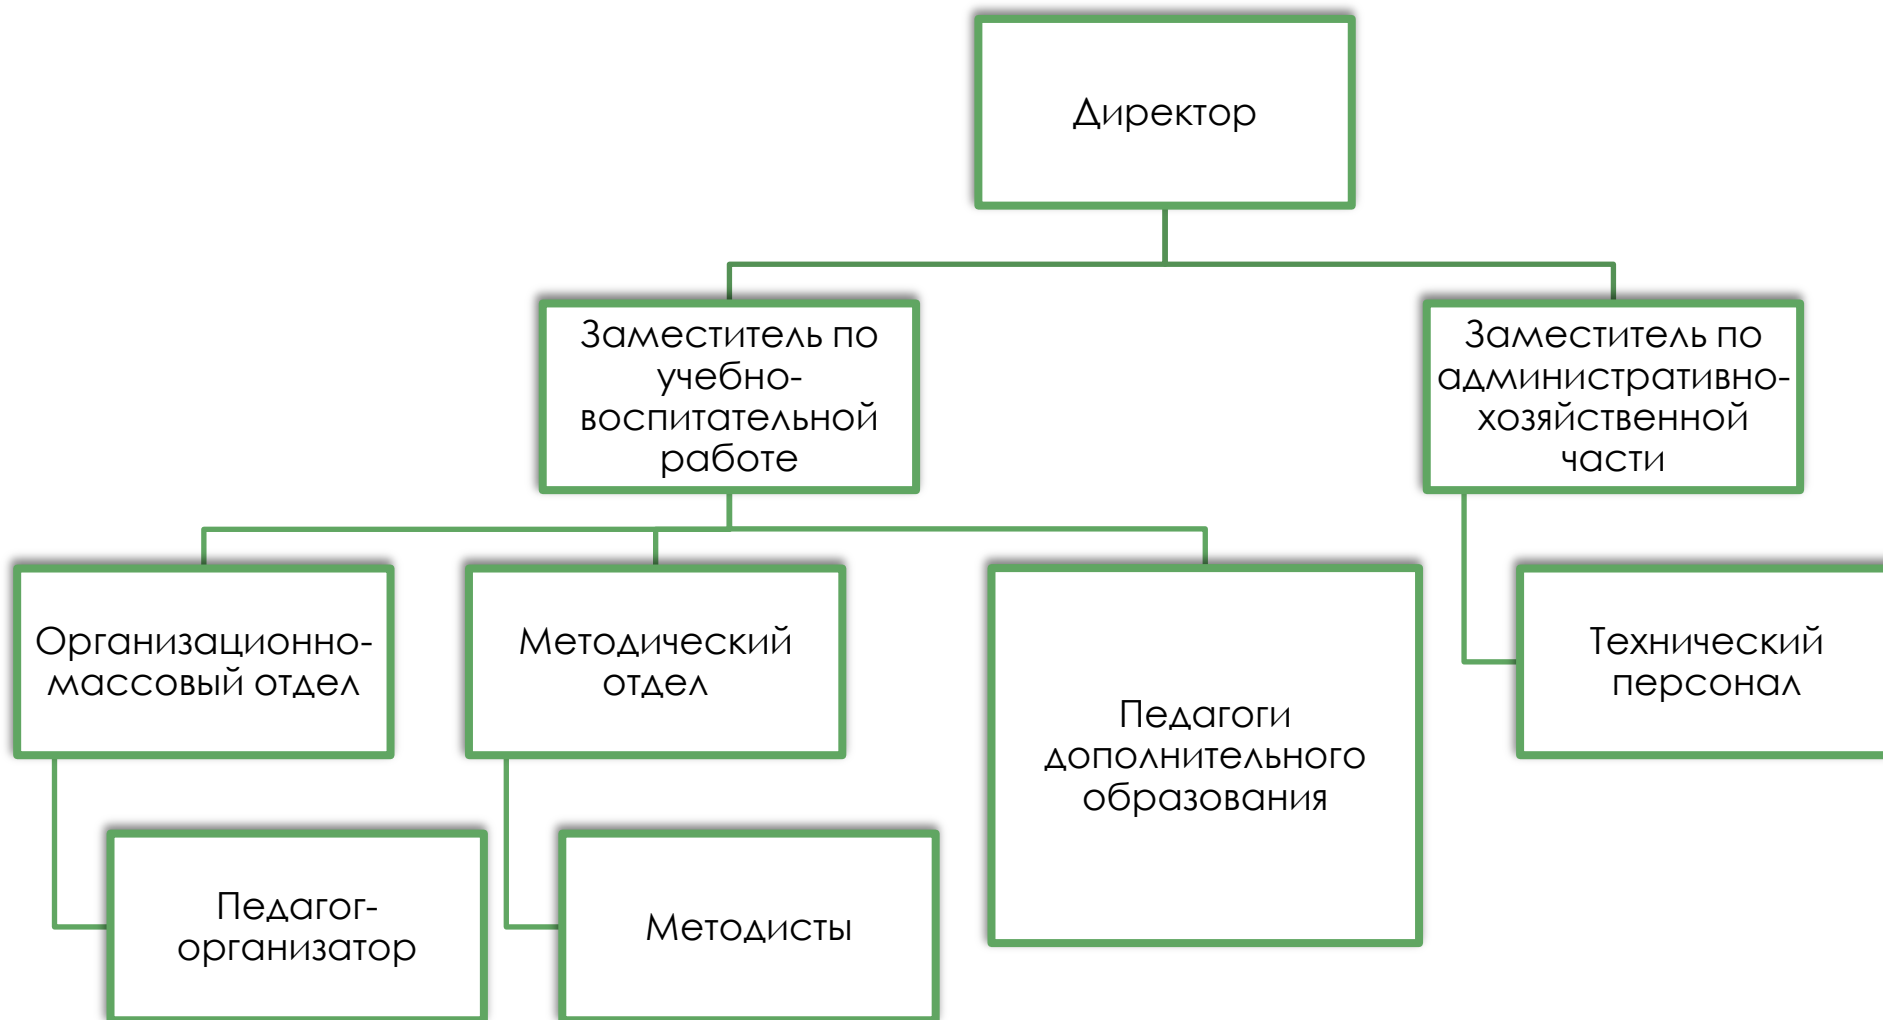 Директор
Заместитель по
учебно-
воспитательной
работе
Заместитель по
административно-
хозяйственной
части
Организационно-
массовый отдел
Методический
отдел
Педагоги
дополнительного
образования
Технический
персонал
Педагог-
организатор
Методисты